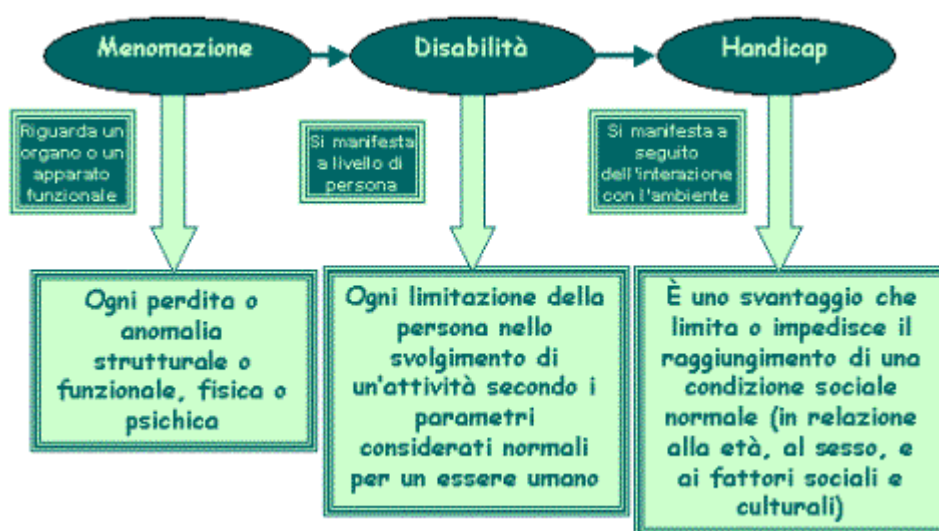 Menomazione
Disabilità
Handicap
Riguarda un
organo o un
apparato
funzionale
Si manifesta
a livello di
persona
Si manifesta a
seguito
dell'interazione
con l'ambiente
Ogni perdita o
anomalia
strutturale o
funzionale, fisica o
psichica
Ogni limitazione della
persona nello
svolgimento di
un'attività secondo i
parametri
considerati normali
per un essere umano
È uno svantaggio che
limita o impedisce il
raggiungimento di una
condizione sociale
normale (in relazione
alla età, al sesso, e
ai fattori sociali e
culturali)